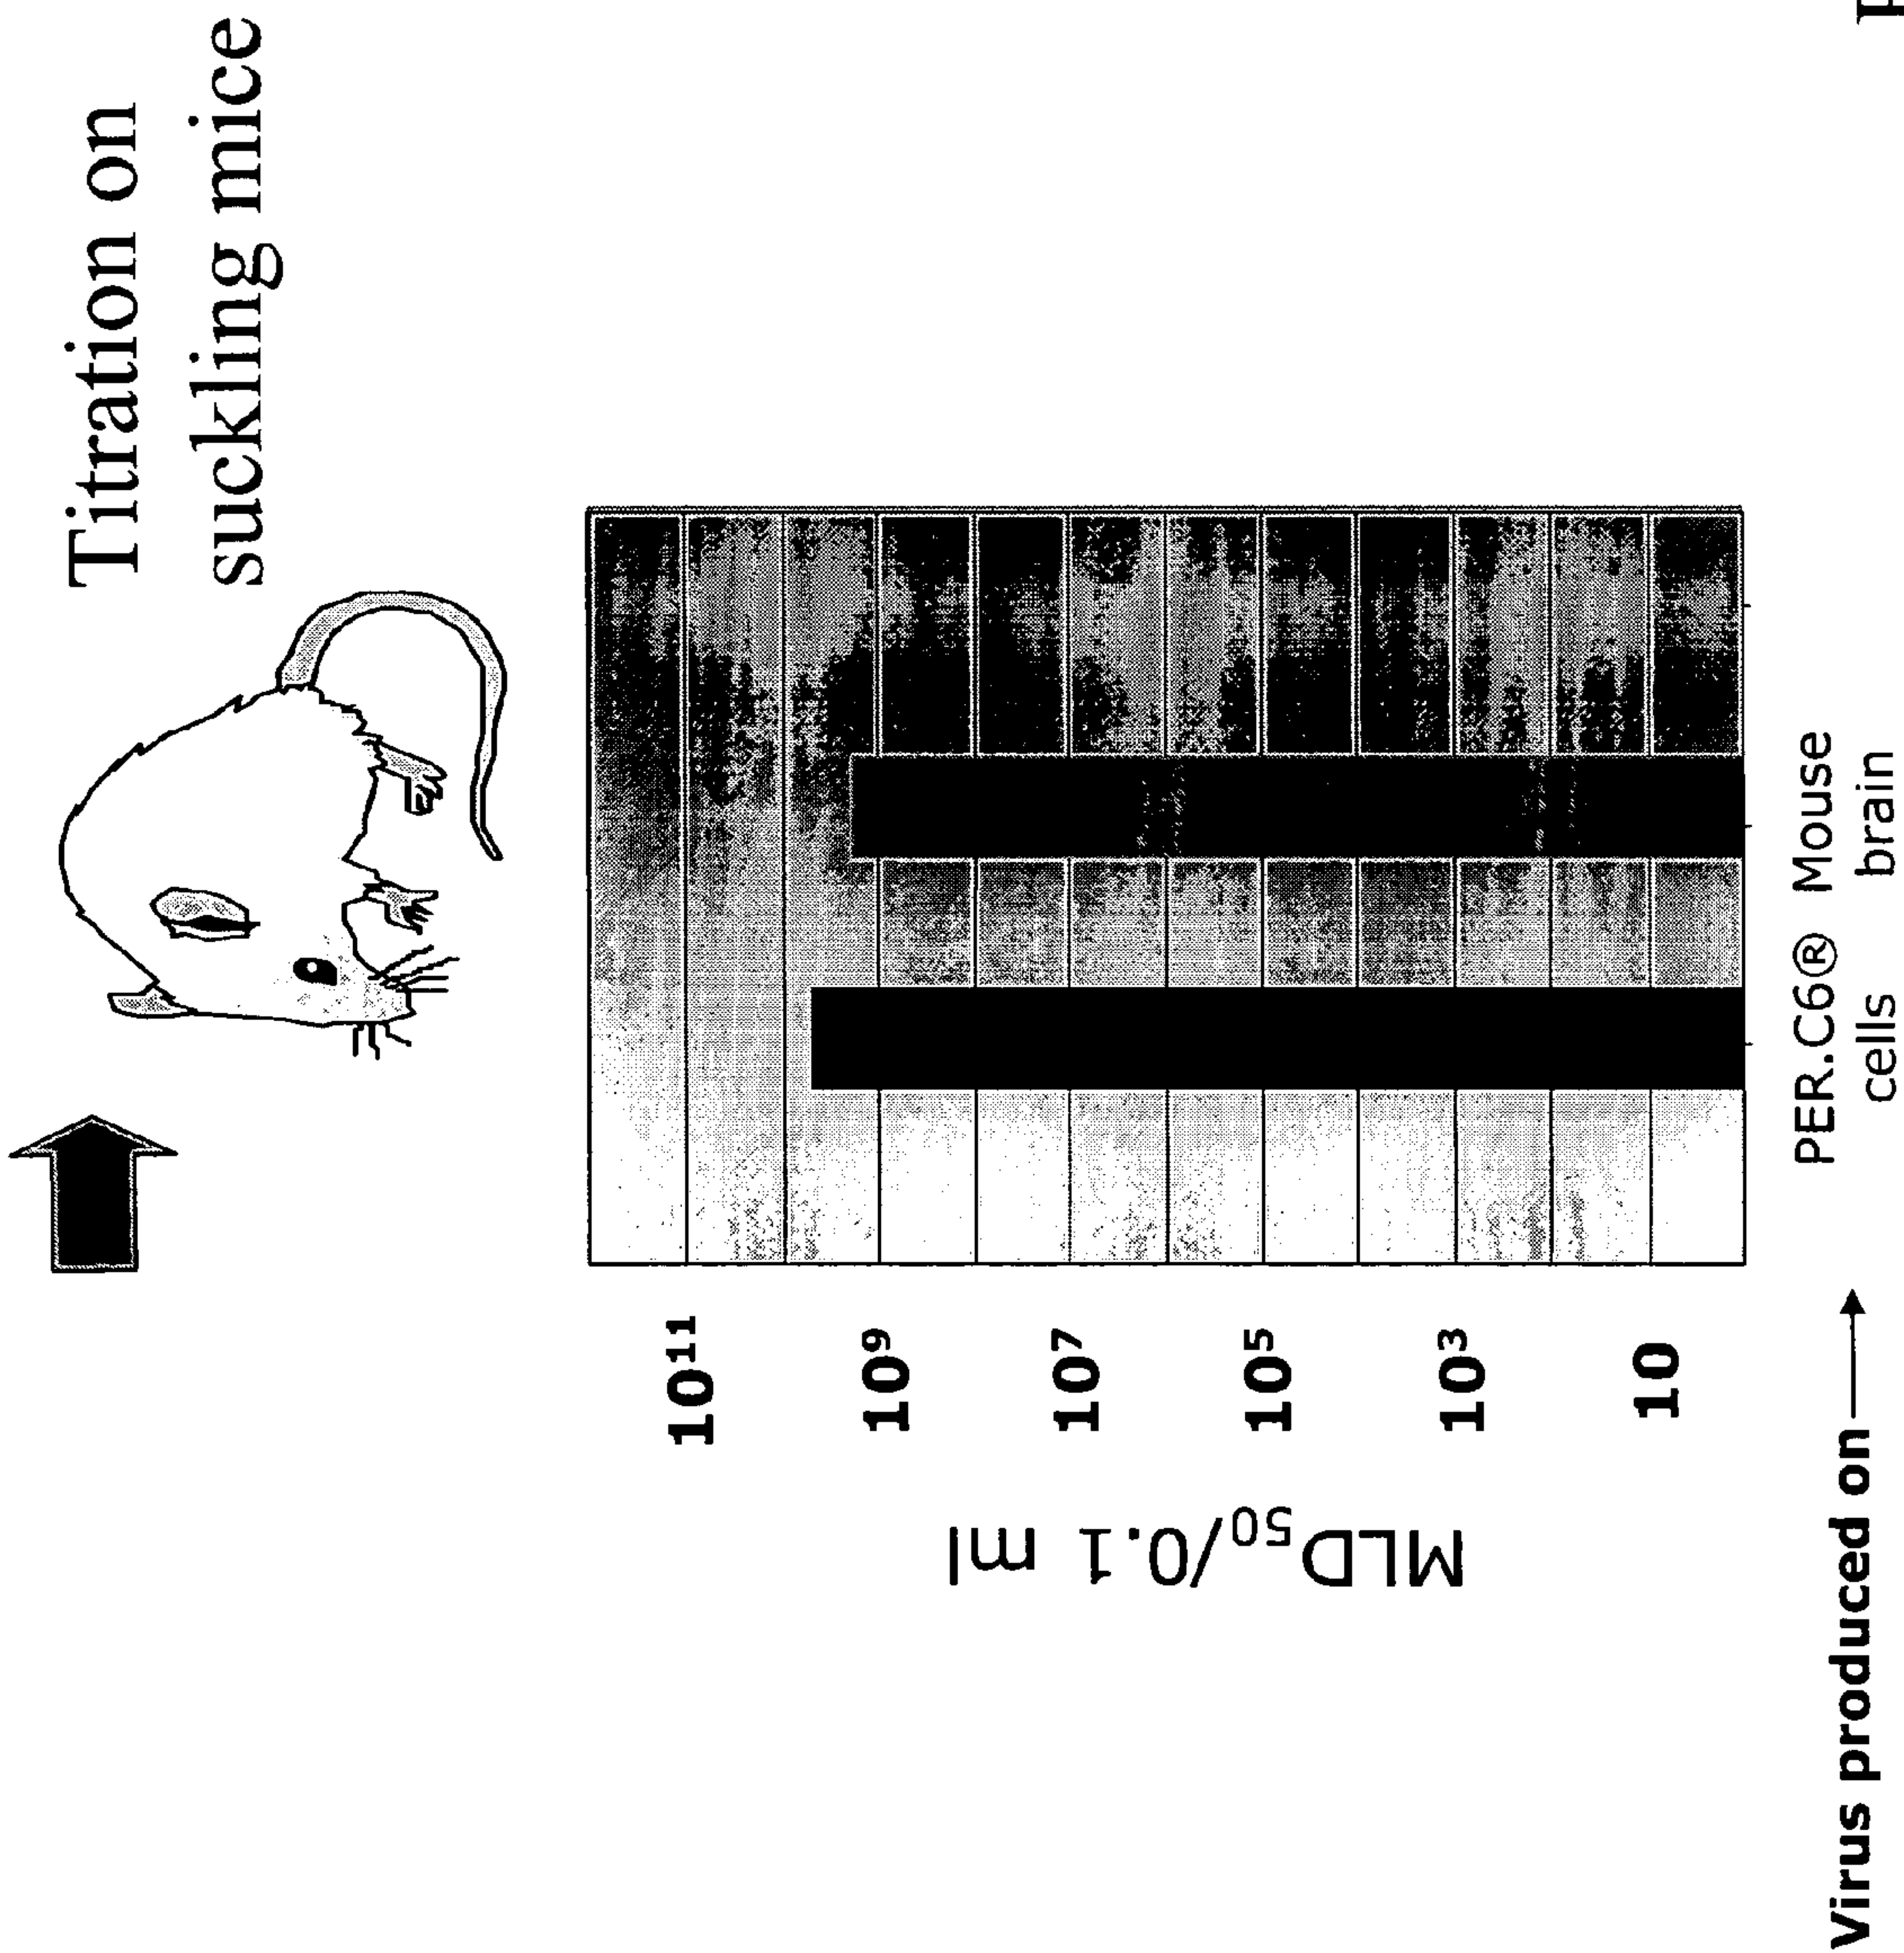 Titration on
suckling mice
10¹¹
10⁹
10⁷
10⁵
10³
10
MLD₅₀/0.1 ml
Virus produced on
PER.C6® Mouse
cells brain